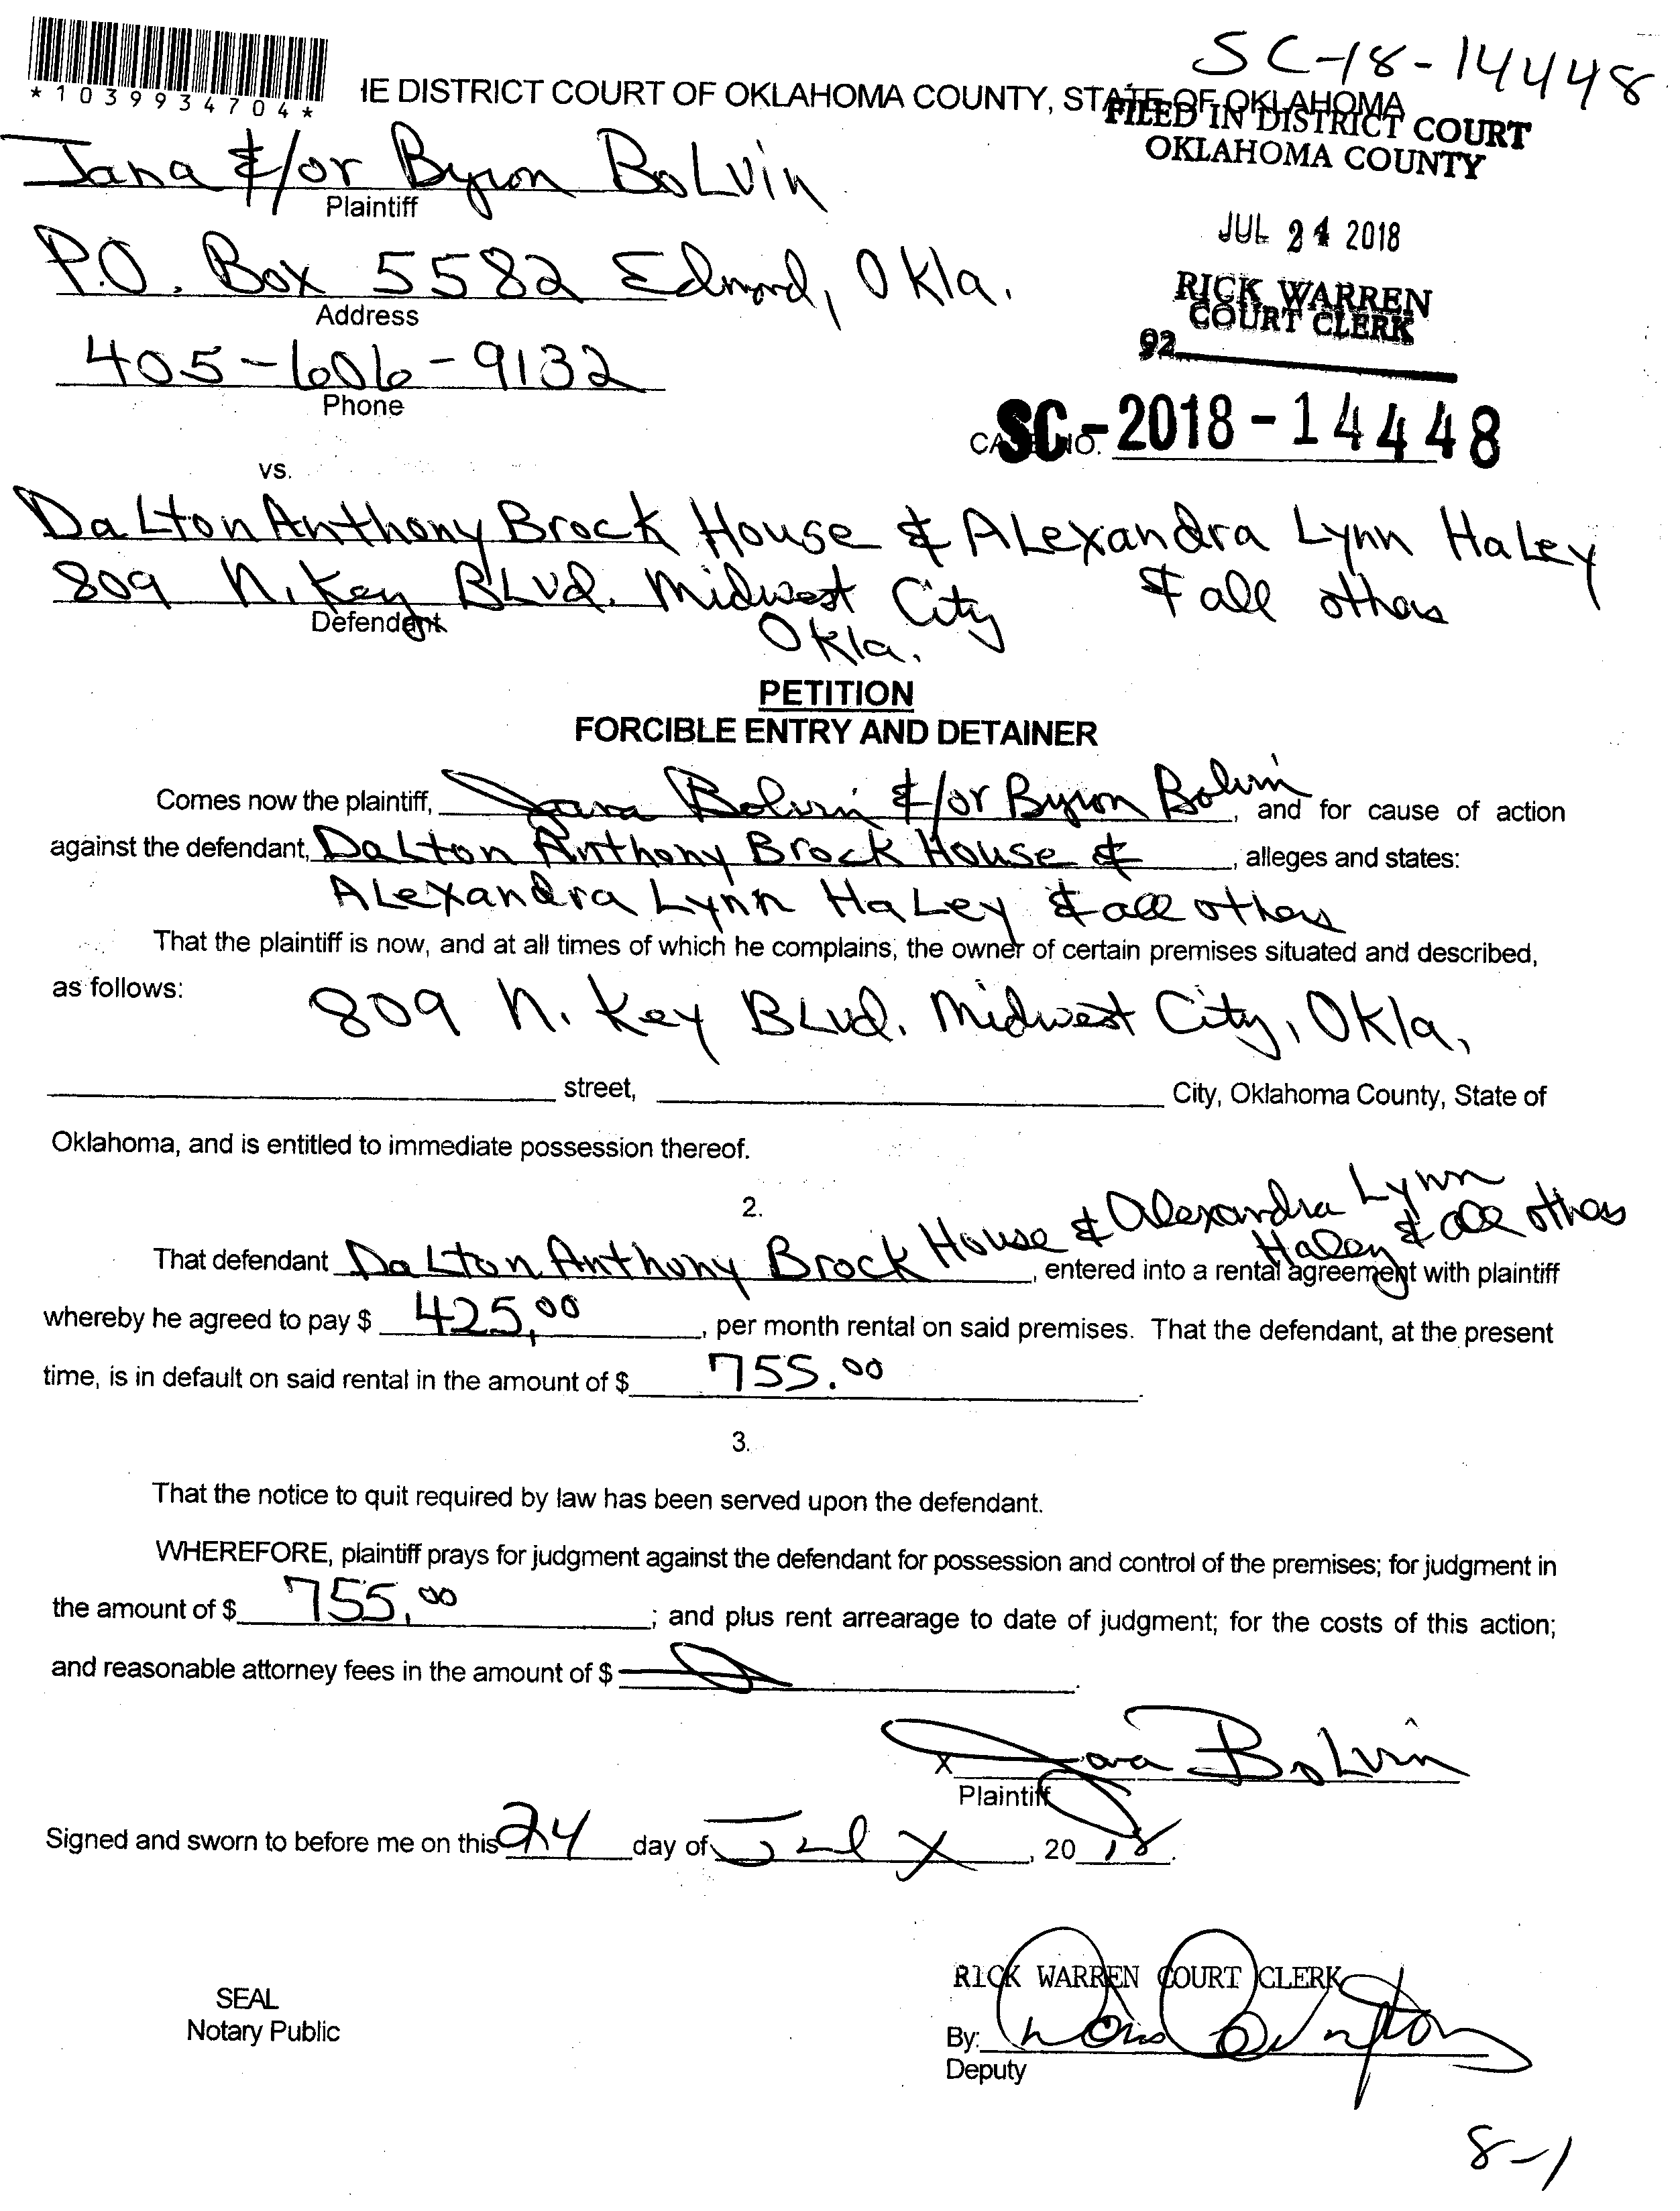 SC-18-14448
*1039934704*
IE DISTRICT COURT OF OKLAHOMA COUNTY, STATE OF OKLAHOMA
FILED IN DISTRICT COURT
OKLAHOMA COUNTY
Jana &/or Byron BoLvin
Plaintiff
JUL 24 2018
P.O. Box 5582 Edmond, Okla.
Address
RICK WARREN
COURT CLERK
92
405-606-9132
Phone
CASE NO. SC-2018-14448
vs.
DaLton Anthony Brock House & ALexandra Lynn HaLey
809 N. Key BLvd. Midwest City & all others
Defendant
Okla.
PETITION
FORCIBLE ENTRY AND DETAINER
Comes now the plaintiff, Jana Bolvin &/or Byron Bolvin, and for cause of action
against the defendant, DaLton Anthony Brock House &, alleges and states:
ALexandra Lynn HaLey & all others
That the plaintiff is now, and at all times of which he complains, the owner of certain premises situated and described,
as follows: 809 N. Key BLvd. Midwest City, Okla,
street, City, Oklahoma County, State of
Oklahoma, and is entitled to immediate possession thereof.
2.
That defendant DaLton Anthony Brock House & Alexandra Lynn Haley & all others, entered into a rental agreement with plaintiff
whereby he agreed to pay $ 425,00, per month rental on said premises. That the defendant, at the present
time, is in default on said rental in the amount of $ 755.00.
3.
That the notice to quit required by law has been served upon the defendant.
WHEREFORE, plaintiff prays for judgment against the defendant for possession and control of the premises; for judgment in
the amount of $ 755,00; and plus rent arrearage to date of judgment; for the costs of this action;
and reasonable attorney fees in the amount of $
x Jana BoLvin
Plaintiff
Signed and sworn to before me on this 24 day of July, 2018.
RICK WARREN COURT CLERK
SEAL
Notary Public
By:
Deputy
8-1